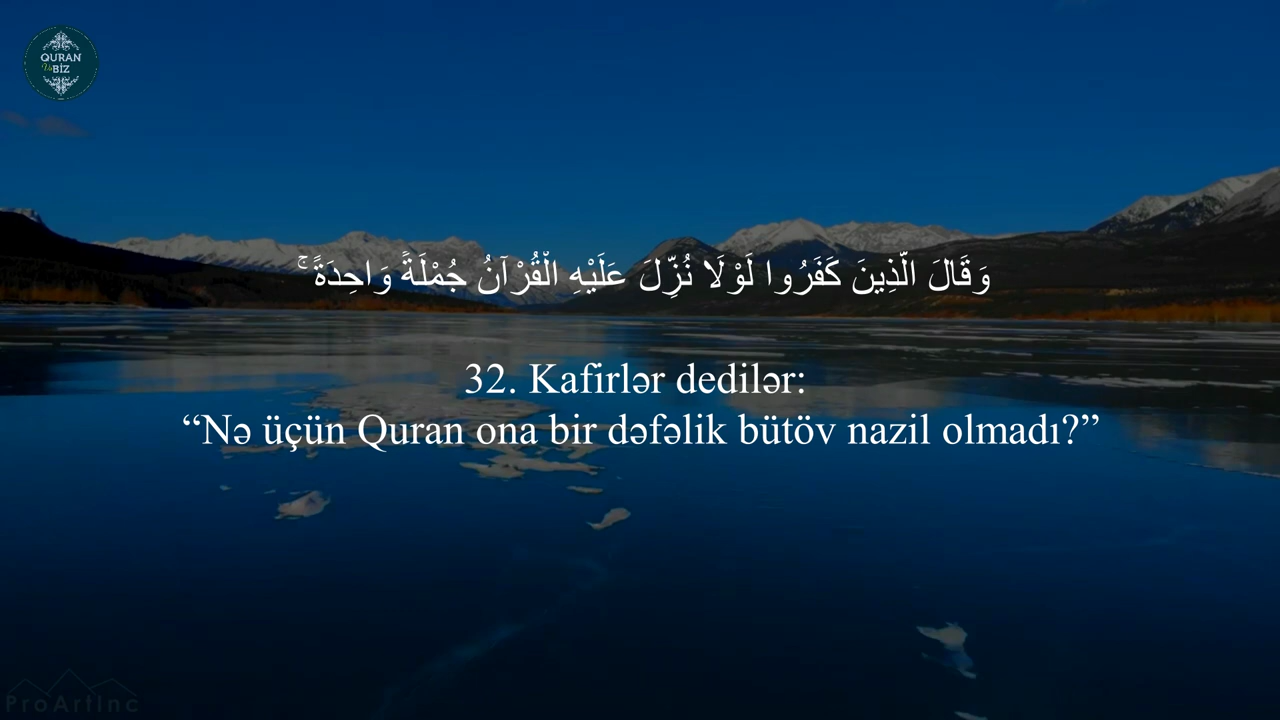 QURAN
Və
BİZ
وَقَالَ الَّذِينَ كَفَرُوا لَوْلَا نُزِّلَ عَلَيْهِ الْقُرْآنُ جُمْلَةً وَاحِدَةً ۚ
32. Kafirlər dedilər:
“Nə üçün Quran ona bir dəfəlik bütöv nazil olmadı?”
ProArtInc